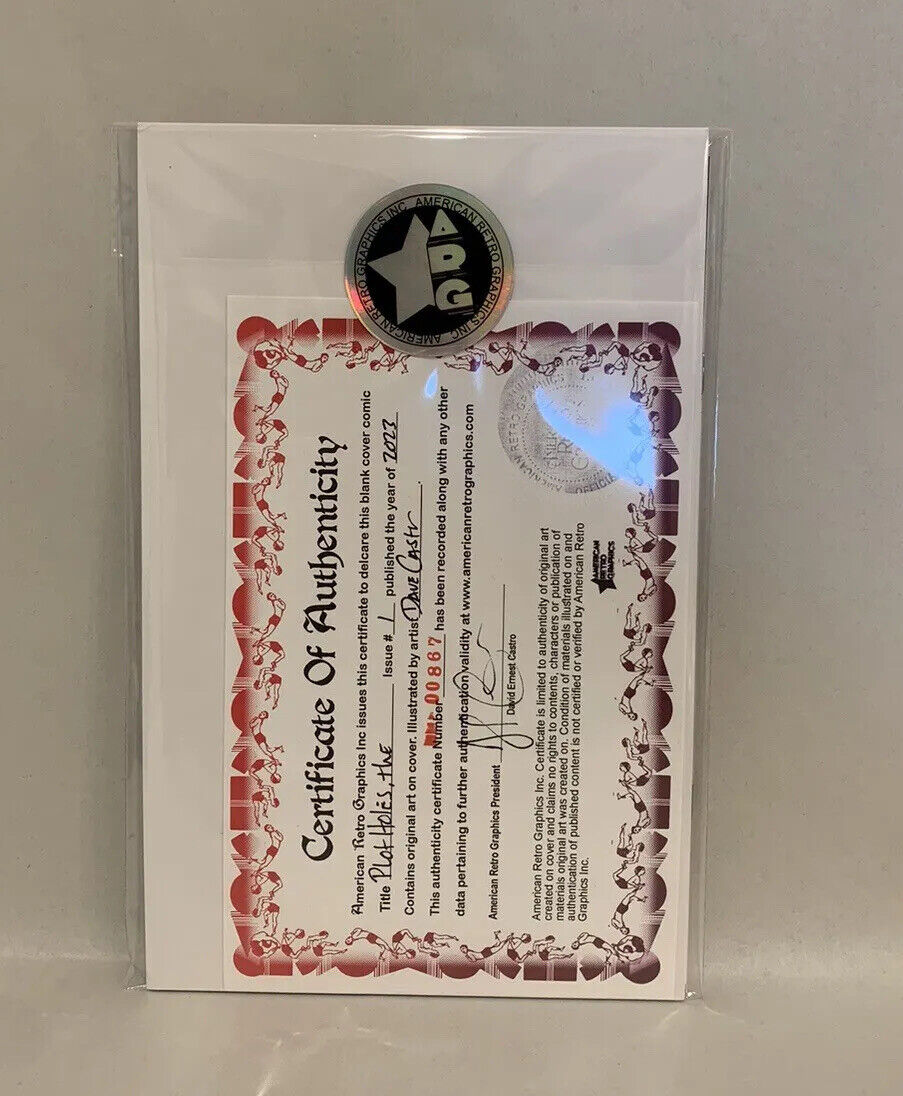 AMERICAN RETRO GRAPHICS INC. AMERICAN RETRO GRAPHICS INC.
ARG
Certificate Of Authenticity
American Retro Graphics Inc issues this certificate to delcare this blank cover comic
Title Plot Holes, the Issue # 1 published the year of 2023
Contains original art on cover. Illustrated by artist Dave Castr.
This authenticity certificate Number 00867 has been recorded along with any other
data pertaining to further authentication validity at www.americanretrographics.com
American Retro Graphics President
David Ernest Castro
AMERICAN RETRO GRAPHICS
OFFICIAL
American Retro Graphics Inc. Certificate is limited to authenticity of original art
created on cover and claims no rights to contents, characters or publication of
materials original art was created on. Condition of materials illustrated on and
authentication of published content is not certified or verified by American Retro
Graphics Inc.
AMERICAN
RETRO
GRAPHICS